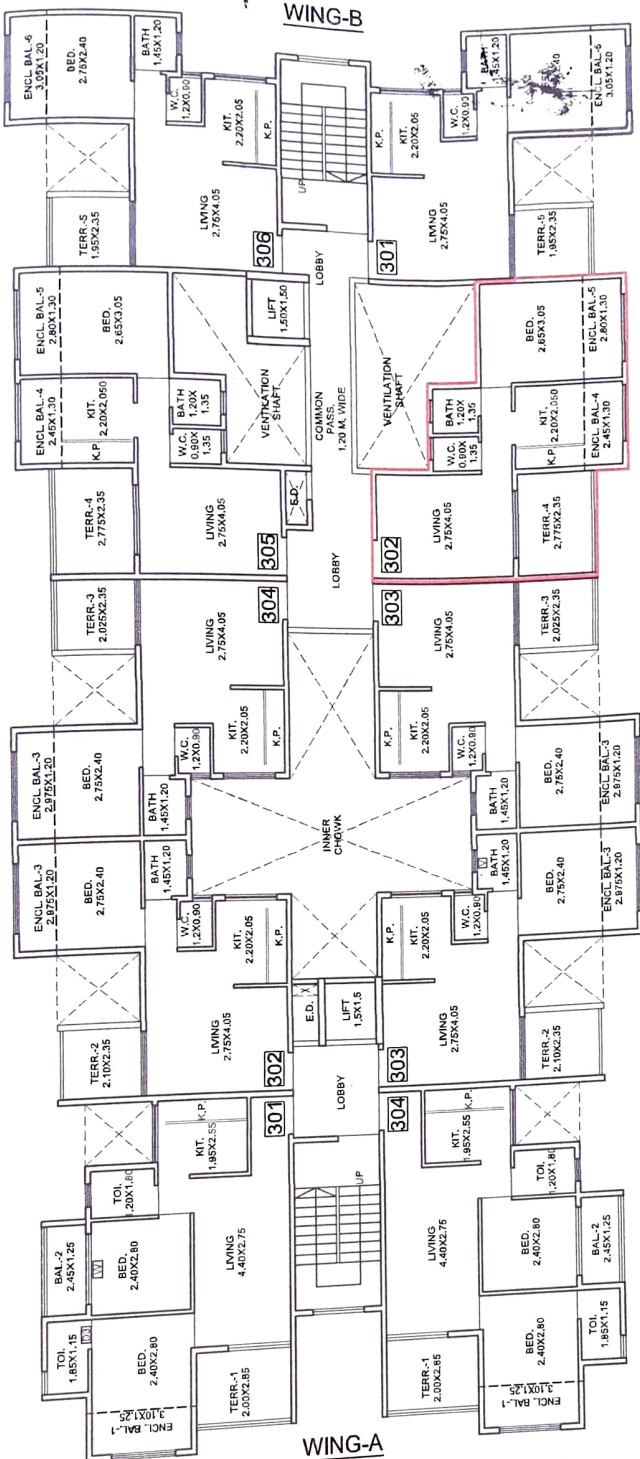 WING-B
ENCL BAL-6
3.05X1.20
BED.
2.75X2.40
BATH
1.45X1.20
W.C.
1.2X0.90
KIT.
2.20X2.05
K.P.
TERR.-5
1.95X2.35
LIVING
2.75X4.05
306
UP
K.P.
KIT.
2.20X2.05
W.C.
1.2X0.90
BATH
1.45X1.20
ENCL BAL-6
3.05X1.20
LIVING
2.75X4.05
301
TERR.-5
1.95X2.35
LOBBY
ENCL. BAL.-5
2.80X1.30
BED.
2.65X3.05
LIFT
1.50X1.50
VENTILATION
SHAFT
ENCL BAL-4
2.45X1.30
KIT.
2.20X2.050
K.P.
BATH
1.20X
1.35
W.C.
0.90X
1.35
E.D.
TERR.-4
2.775X2.35
LIVING
2.75X4.05
305
COMMON
PASS.
1.20 M. WIDE
VENTILATION
SHAFT
BED.
2.65X3.05
ENCL. BAL.-5
2.80X1.30
BATH
1.20X
1.35
W.C.
0.90X
1.35
KIT.
2.20X2.050
K.P.
ENCL BAL-4
2.45X1.30
302
LIVING
2.75X4.05
TERR.-4
2.775X2.35
LOBBY
TERR.-3
2.025X2.35
LIVING
2.75X4.05
304
303
LIVING
2.75X4.05
TERR.-3
2.025X2.35
W.C.
1.2X0.90
KIT.
2.20X2.05
K.P.
K.P.
KIT.
2.20X2.05
W.C.
1.2X0.90
ENCL BAL.-3
2.975X1.20
BED.
2.75X2.40
BATH
1.45X1.20
INNER
CHOWK
BATH
1.45X1.20
BED.
2.75X2.40
ENCL BAL-3
2.975X1.20
ENCL BAL.-3
2.975X1.20
BED.
2.75X2.40
BATH
1.45X1.20
BATH
1.45X1.20
BED.
2.75X2.40
ENCL BAL-3
2.975X1.20
W.C.
1.2X0.90
KIT.
2.20X2.05
K.P.
K.P.
KIT.
2.20X2.05
W.C.
1.2X0.90
TERR.-2
2.10X2.35
LIVING
2.75X4.05
302
E.D.
LIFT
1.5X1.5
303
LIVING
2.75X4.05
TERR.-2
2.10X2.35
LOBBY
301
K.P.
KIT.
1.95X2.55
304
K.P.
KIT.
1.95X2.55
TOI.
1.20X1.80
TOI.
1.20X1.80
BAL.-2
2.45X1.25
BED.
2.40X2.80
W
LIVING
4.40X2.75
UP
LIVING
4.40X2.75
BED.
2.40X2.80
BAL.-2
2.45X1.25
TOI.
1.85X1.15
D3
BED.
2.40X2.80
ENCL BAL.-1
3.10X1.25
TERR.-1
2.00X2.85
TERR.-1
2.00X2.85
BED.
2.40X2.80
TOI.
1.85X1.15
ENCL BAL.-1
3.10X1.25
WING-A